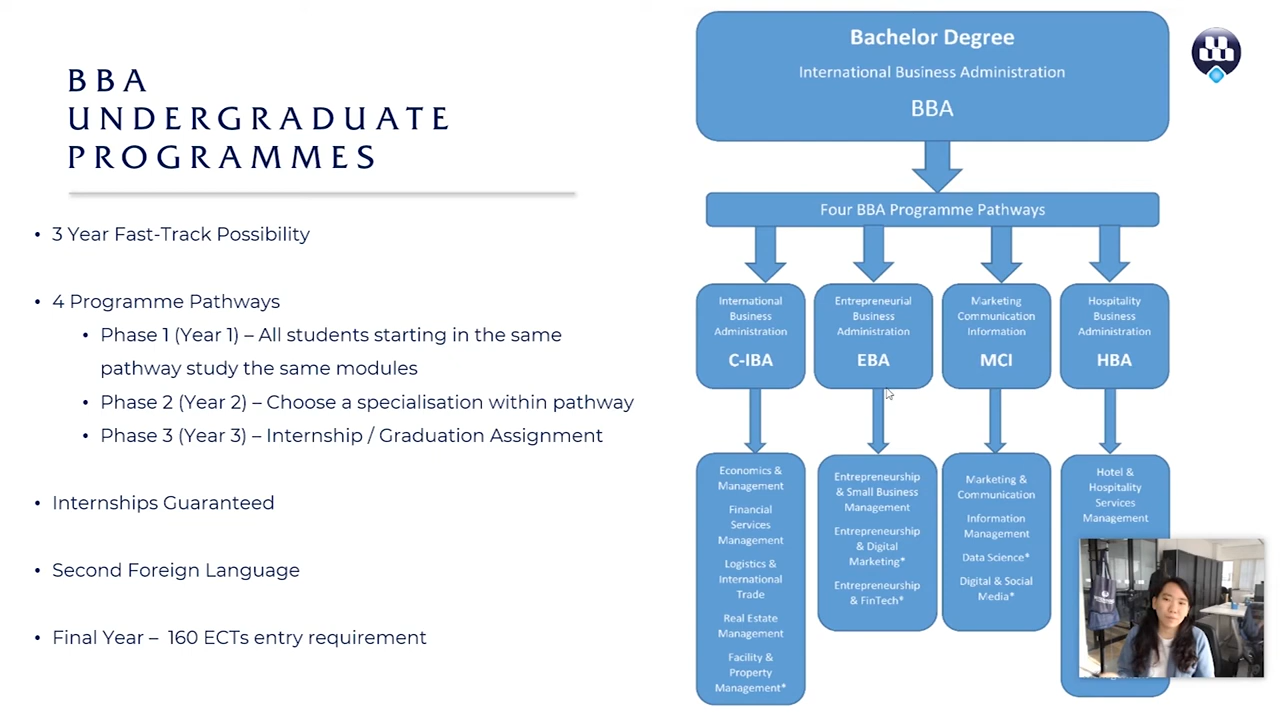 BBA
UNDERGRADUATE
PROGRAMMES
• 3 Year Fast-Track Possibility
• 4 Programme Pathways
• Phase 1 (Year 1) – All students starting in the same
pathway study the same modules
• Phase 2 (Year 2) – Choose a specialisation within pathway
• Phase 3 (Year 3) – Internship / Graduation Assignment
• Internships Guaranteed
• Second Foreign Language
• Final Year – 160 ECTs entry requirement
Bachelor Degree
International Business Administration
BBA
Four BBA Programme Pathways
International
Business
Administration
C-IBA
Entrepreneurial
Business
Administration
EBA
Marketing
Communication
Information
MCI
Hospitality
Business
Administration
HBA
Economics &
Management
Financial
Services
Management
Logistics &
International
Trade
Real Estate
Management
Facility &
Property
Management*
Entrepreneurship
& Small Business
Management
Entrepreneurship
& Digital
Marketing*
Entrepreneurship
& FinTech*
Marketing &
Communication
Information
Management
Data Science*
Digital & Social
Media*
Hotel &
Hospitality
Services
Management